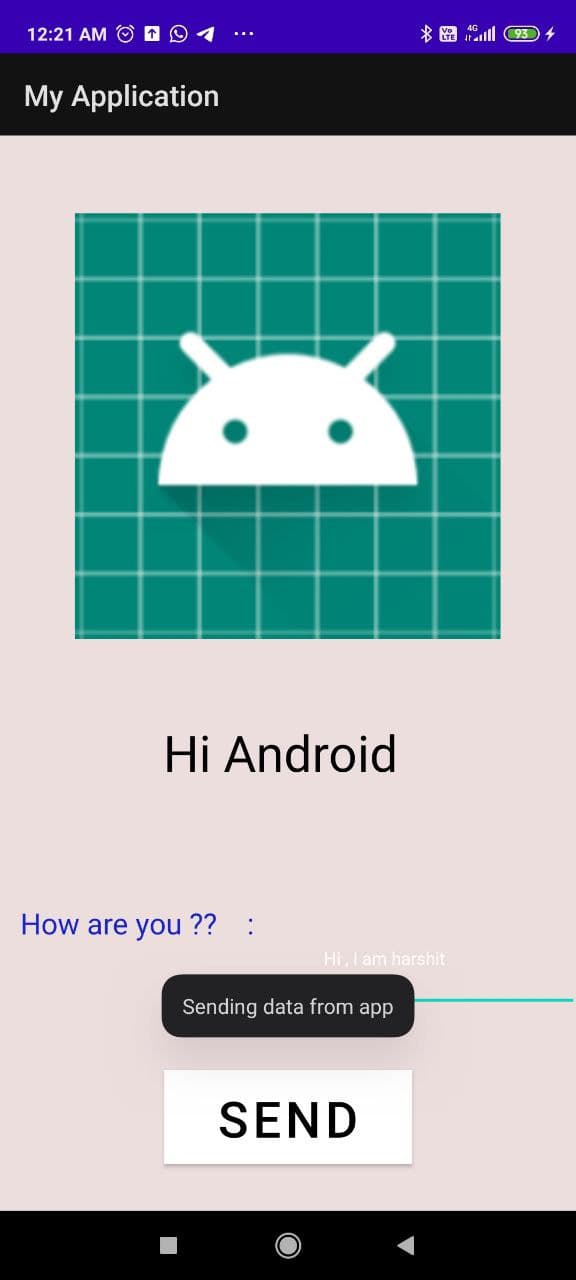 12:21 AM
Vo LTE 4G 93
My Application
Hi Android
How are you ?? :
Hi , I am harshit
Sending data from app
SEND